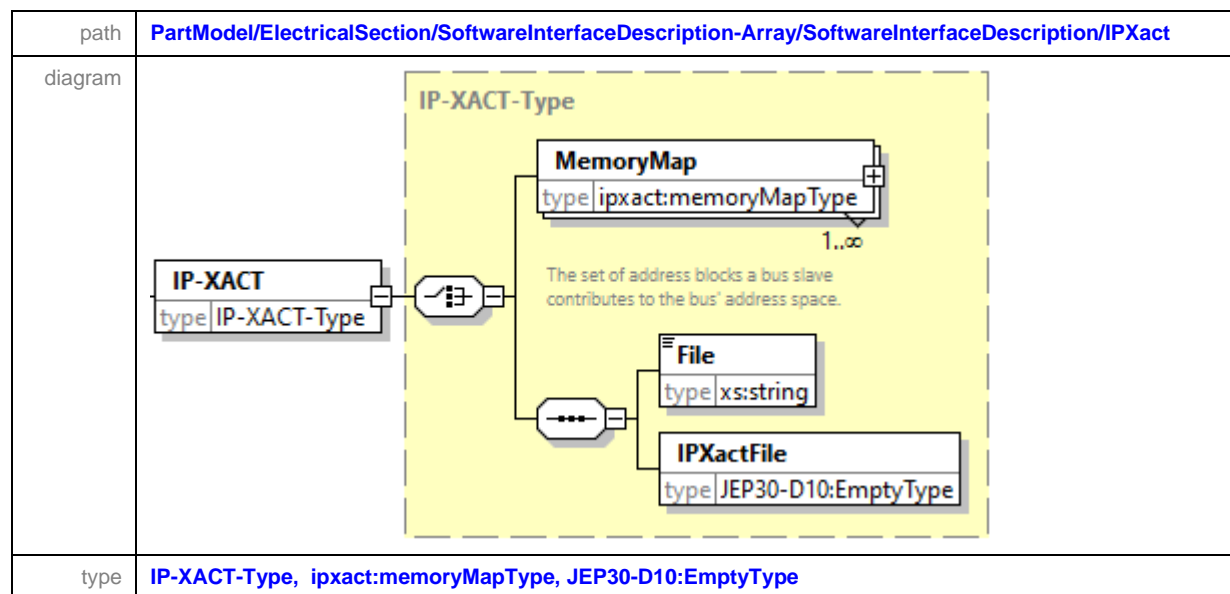 path PartModel/ElectricalSection/SoftwareInterfaceDescription-Array/SoftwareInterfaceDescription/IPXact
diagram
IP-XACT-Type
MemoryMap
type ipxact:memoryMapType
1..∞
The set of address blocks a bus slave
contributes to the bus' address space.
IP-XACT
type IP-XACT-Type
File
type xs:string
IPXactFile
type JEP30-D10:EmptyType
type IP-XACT-Type, ipxact:memoryMapType, JEP30-D10:EmptyType